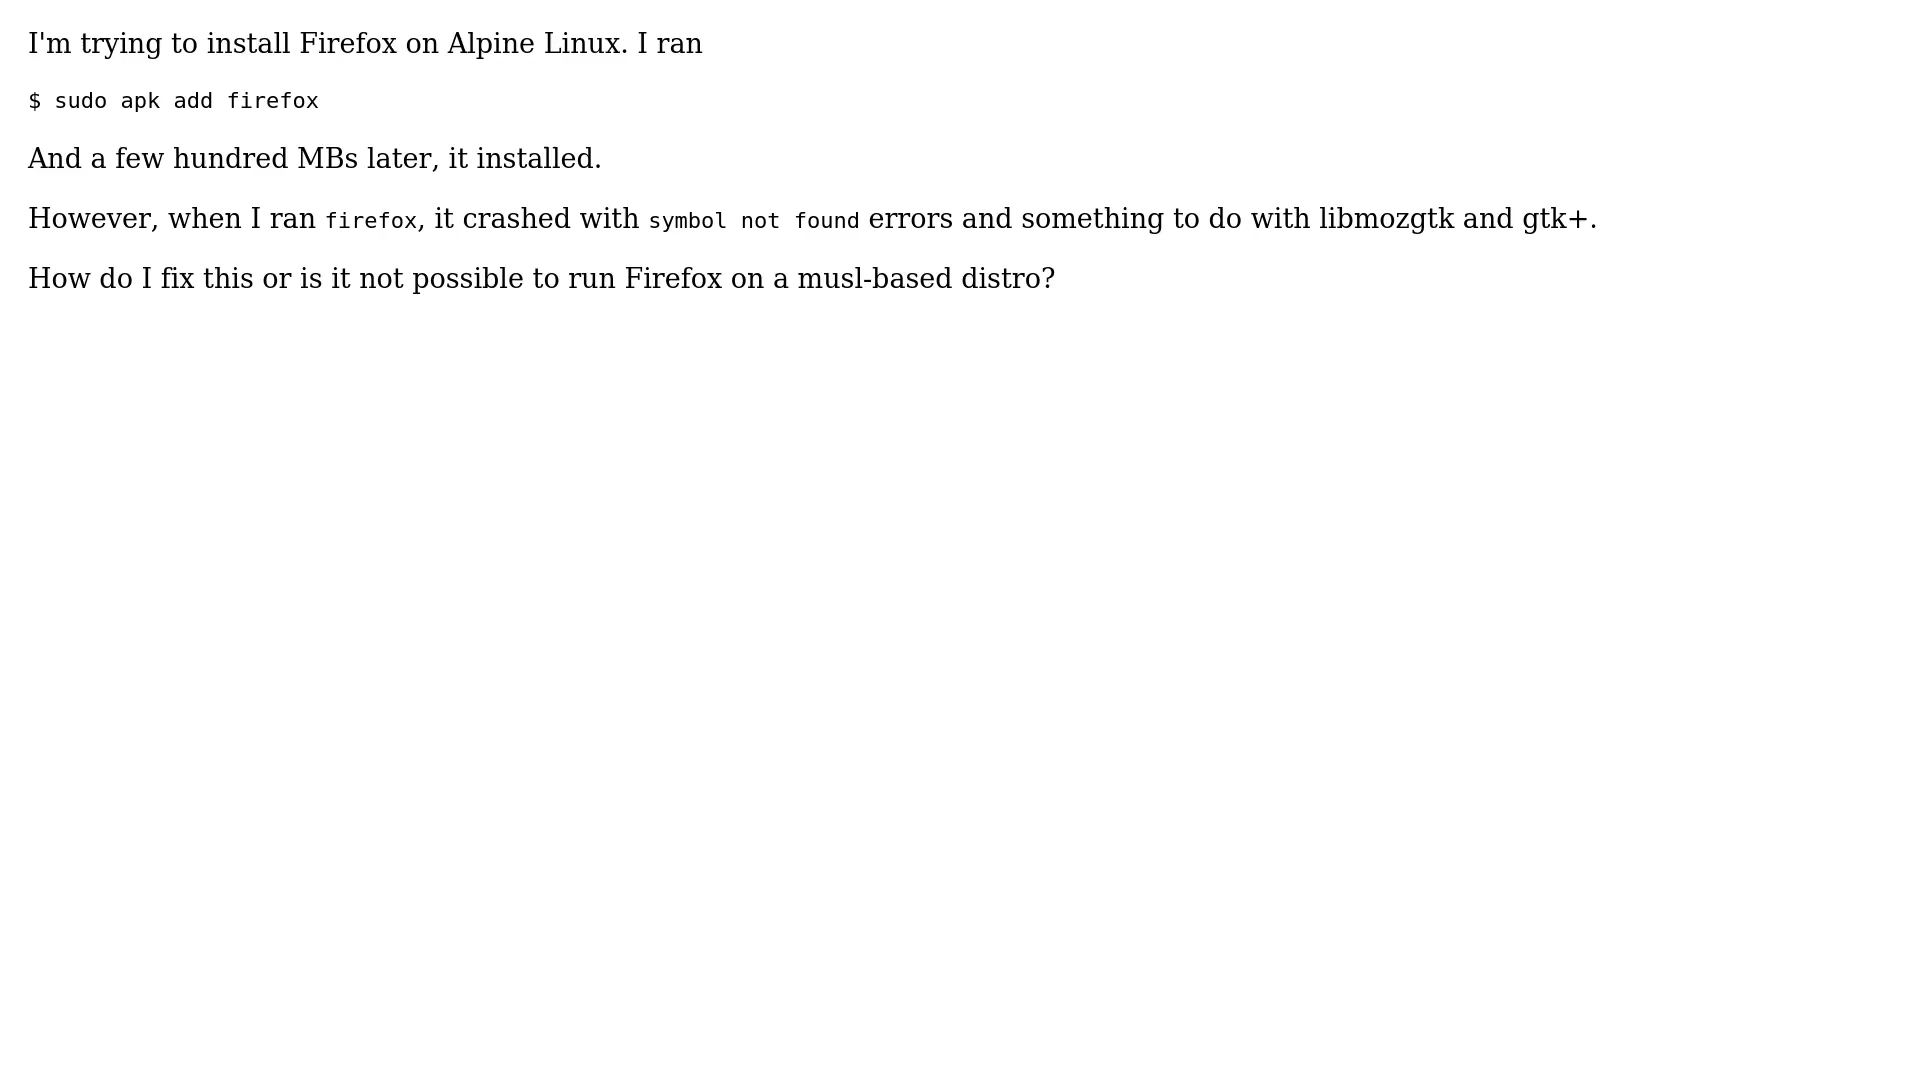 I'm trying to install Firefox on Alpine Linux. I ran
$ sudo apk add firefox
And a few hundred MBs later, it installed.
However, when I ran firefox, it crashed with symbol not found errors and something to do with libmozgtk and gtk+.
How do I fix this or is it not possible to run Firefox on a musl-based distro?